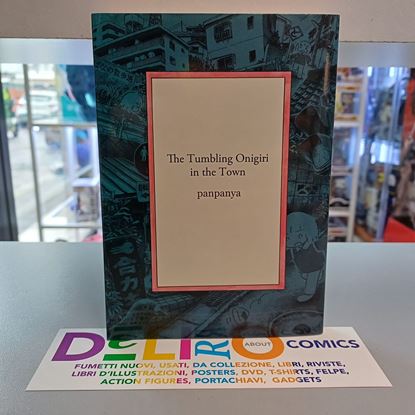 The Tumbling Onigiri
in the Town
panpanya
DELIRO
ABOUT
COMICS
FUMETTI NUOVI, USATI, DA COLLEZIONE, LIBRI, RIVISTE,
LIBRI D'ILLUSTRAZIONI, POSTERS, DVD, T-SHIRTS, FELPE,
ACTION FIGURES, PORTACHIAVI, GADGETS